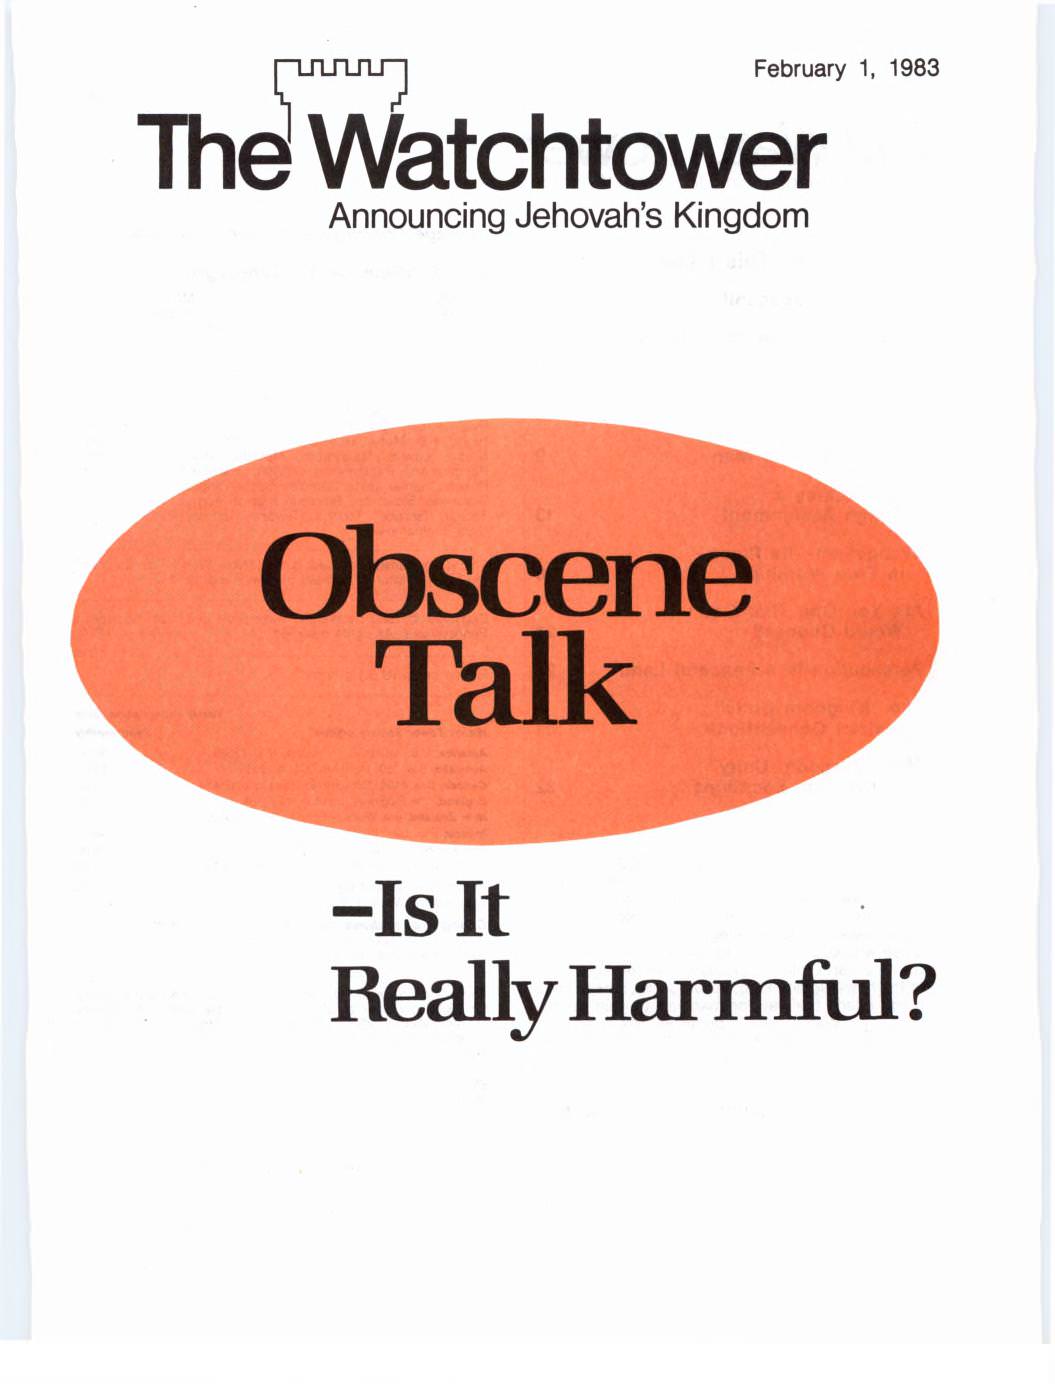 February 1, 1983
The Watchtower
Announcing Jehovah's Kingdom
Obscene
Talk
–Is It
Really Harmful?